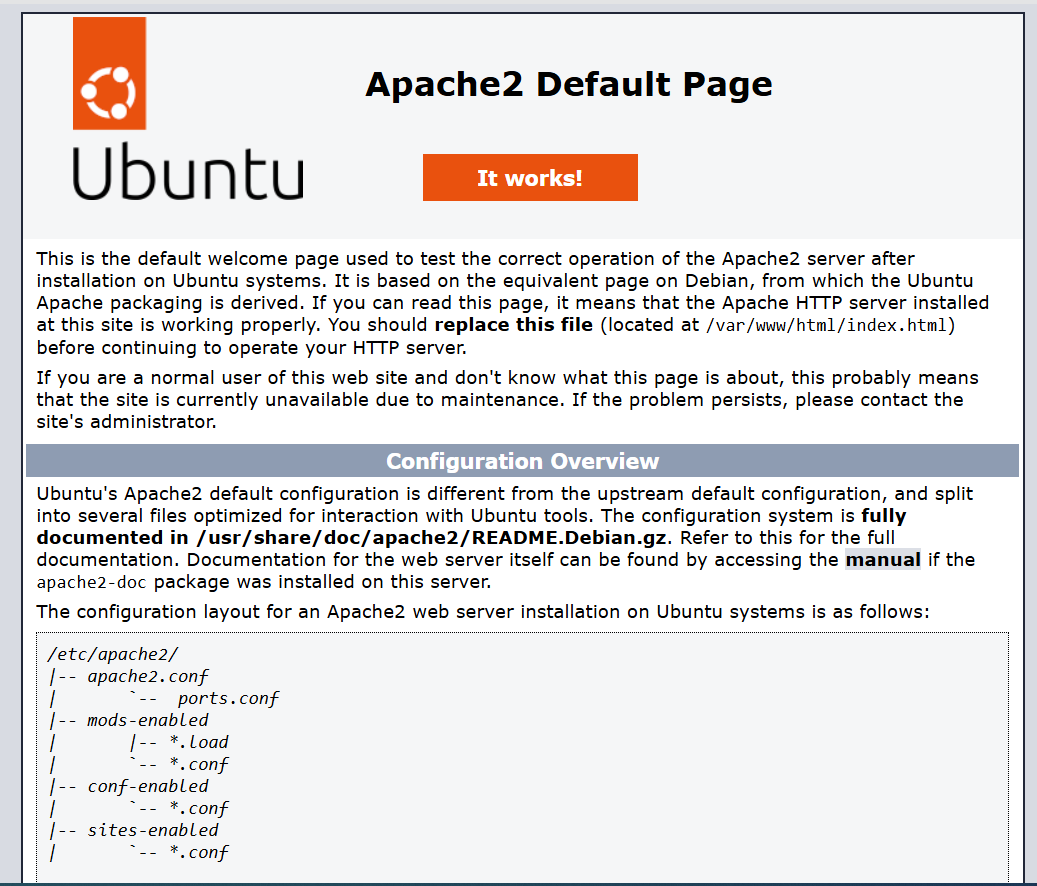 Ubuntu
Apache2 Default Page
It works!
This is the default welcome page used to test the correct operation of the Apache2 server after
installation on Ubuntu systems. It is based on the equivalent page on Debian, from which the Ubuntu
Apache packaging is derived. If you can read this page, it means that the Apache HTTP server installed
at this site is working properly. You should replace this file (located at /var/www/html/index.html)
before continuing to operate your HTTP server.
If you are a normal user of this web site and don't know what this page is about, this probably means
that the site is currently unavailable due to maintenance. If the problem persists, please contact the
site's administrator.
Configuration Overview
Ubuntu's Apache2 default configuration is different from the upstream default configuration, and split
into several files optimized for interaction with Ubuntu tools. The configuration system is fully
documented in /usr/share/doc/apache2/README.Debian.gz. Refer to this for the full
documentation. Documentation for the web server itself can be found by accessing the manual if the
apache2-doc package was installed on this server.
The configuration layout for an Apache2 web server installation on Ubuntu systems is as follows:
/etc/apache2/
|-- apache2.conf
|       `--  ports.conf
|-- mods-enabled
|       |-- *.load
|       `-- *.conf
|-- conf-enabled
|       `-- *.conf
|-- sites-enabled
|       `-- *.conf